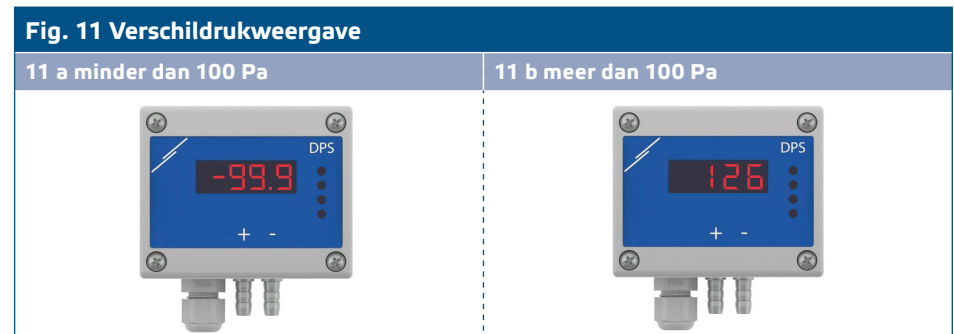 Fig. 11 Verschildrukweergave
11 a minder dan 100 Pa
11 b meer dan 100 Pa
DPS
-99.9
+ -
DPS
126
+ -